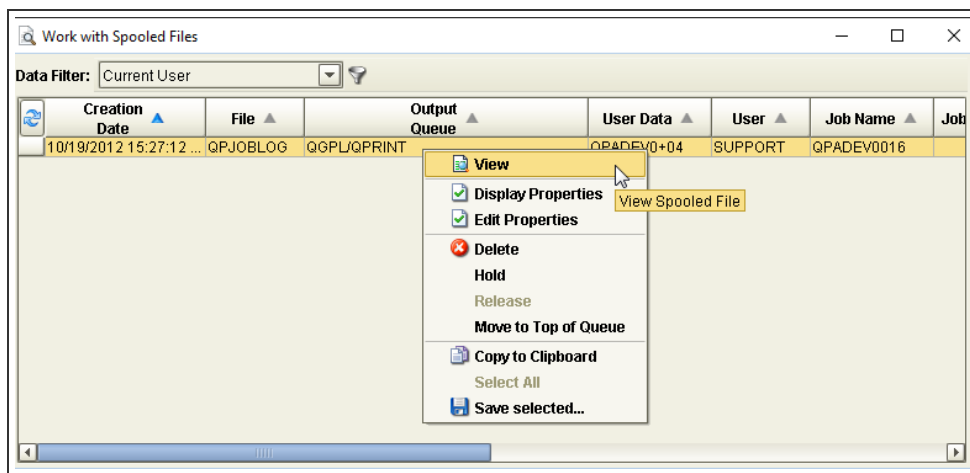 Work with Spooled Files
Data Filter: Current User
Creation Date File Output Queue User Data User Job Name Job
10/19/2012 15:27:12 ... QPJOBLOG QGPL/QPRINT QPADEV0+04 SUPPORT QPADEV0016
View
Display Properties
View Spooled File
Edit Properties
Delete
Hold
Release
Move to Top of Queue
Copy to Clipboard
Select All
Save selected...